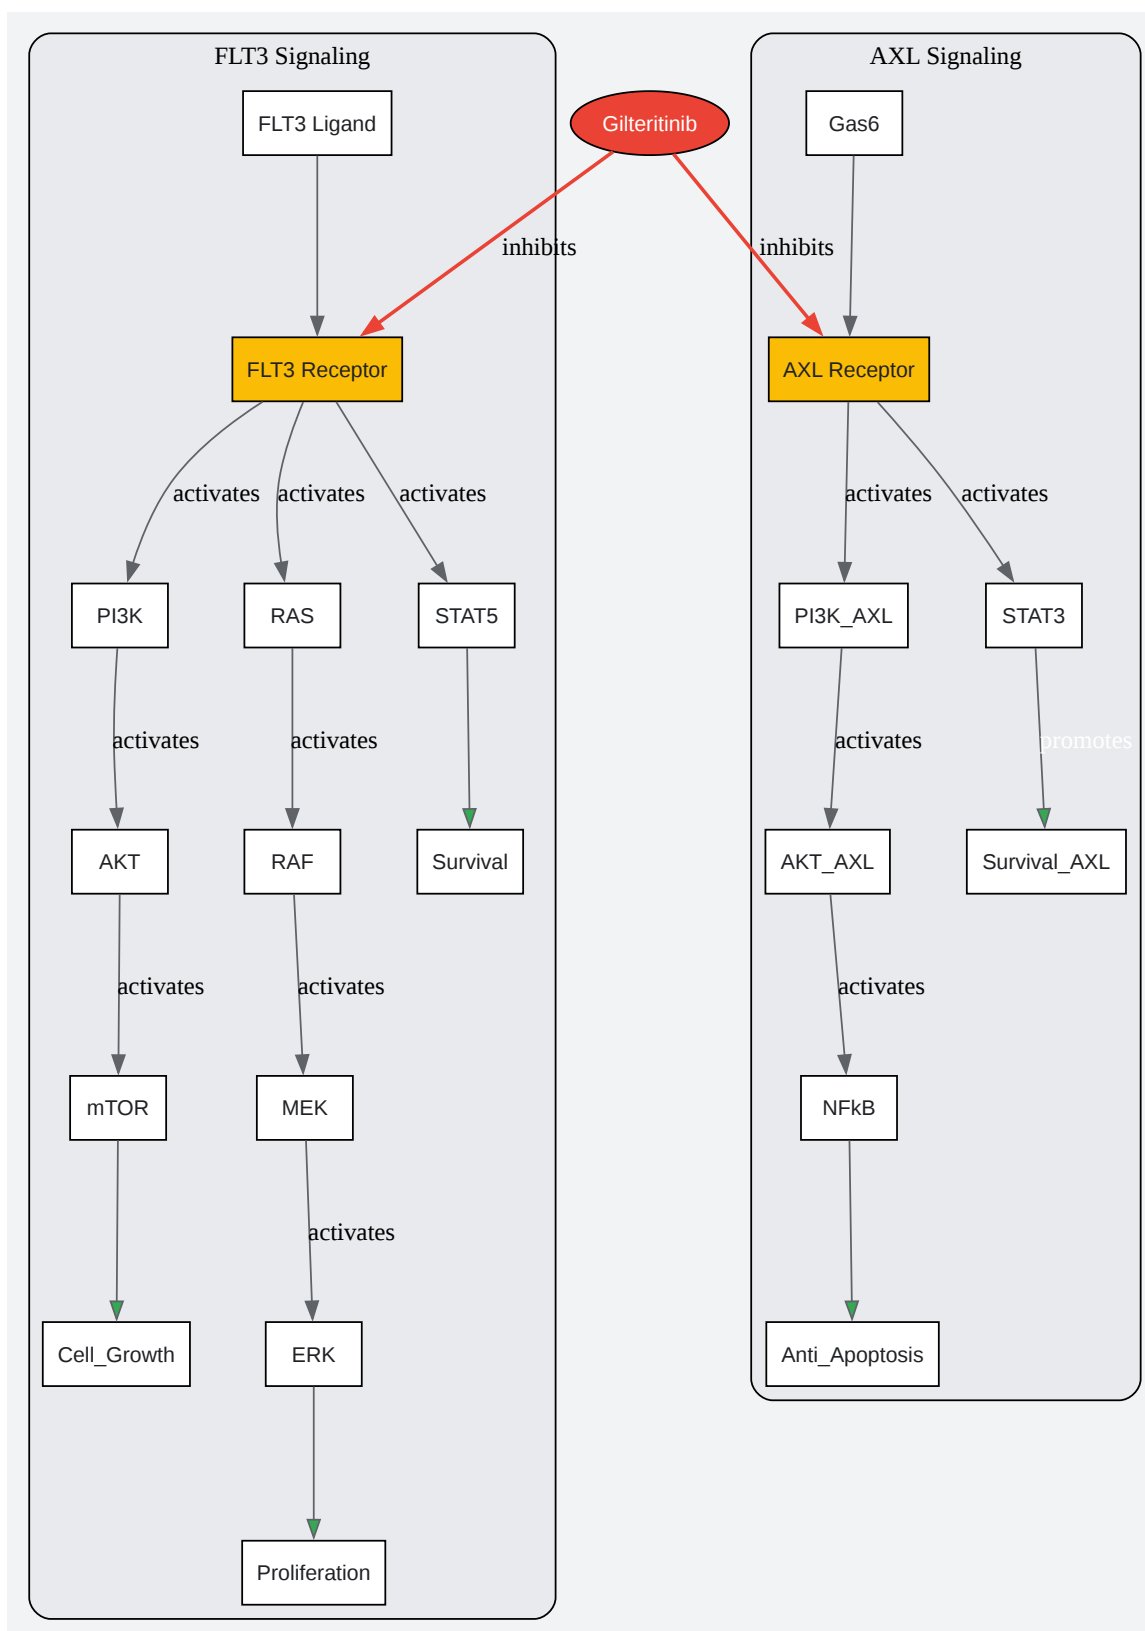 FLT3 Signaling
AXL Signaling
FLT3 Ligand
Gilteritinib
Gas6
inhibits
inhibits
FLT3 Receptor
AXL Receptor
activates
activates
activates
activates
activates
PI3K
RAS
STAT5
PI3K_AXL
STAT3
activates
activates
activates
promotes
AKT
RAF
Survival
AKT_AXL
Survival_AXL
activates
activates
activates
mTOR
MEK
NFkB
activates
Cell_Growth
ERK
Anti_Apoptosis
Proliferation